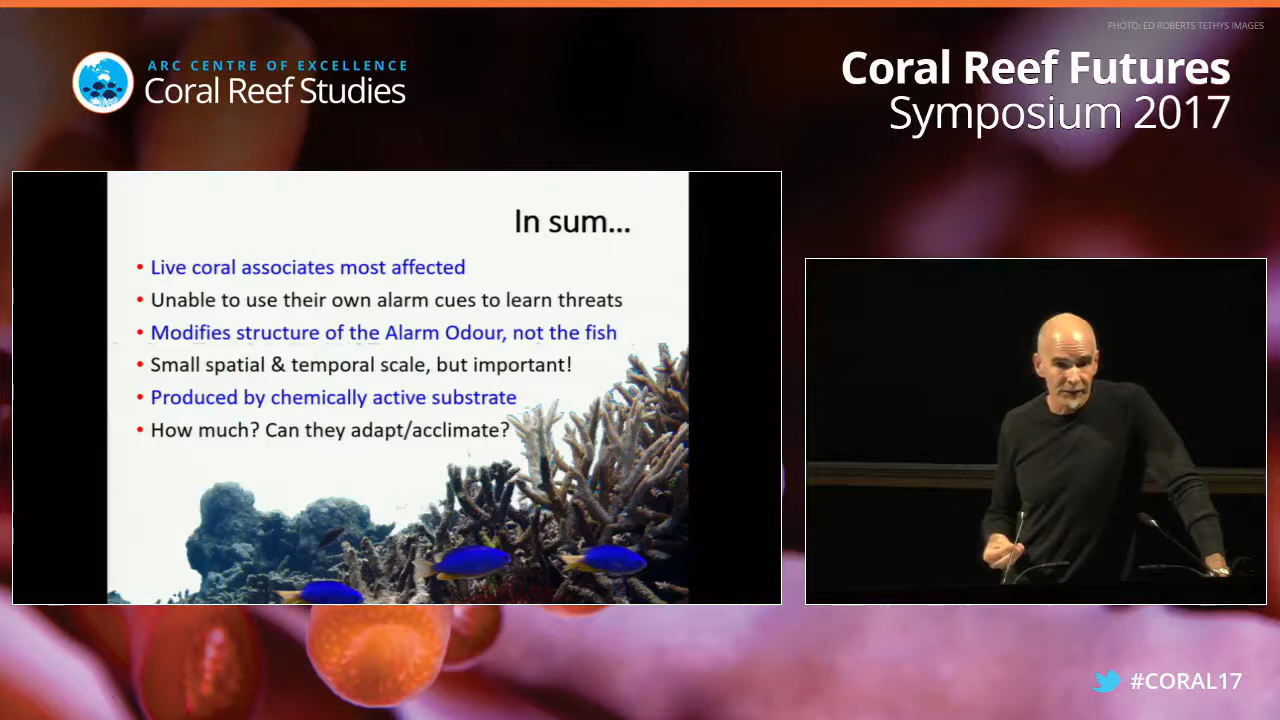 PHOTO: ED ROBERTS TETHYS IMAGES
ARC CENTRE OF EXCELLENCE
Coral Reef Studies
Coral Reef Futures
Symposium 2017
In sum...
• Live coral associates most affected
• Unable to use their own alarm cues to learn threats
• Modifies structure of the Alarm Odour, not the fish
• Small spatial & temporal scale, but important!
• Produced by chemically active substrate
• How much? Can they adapt/acclimate?
#CORAL17